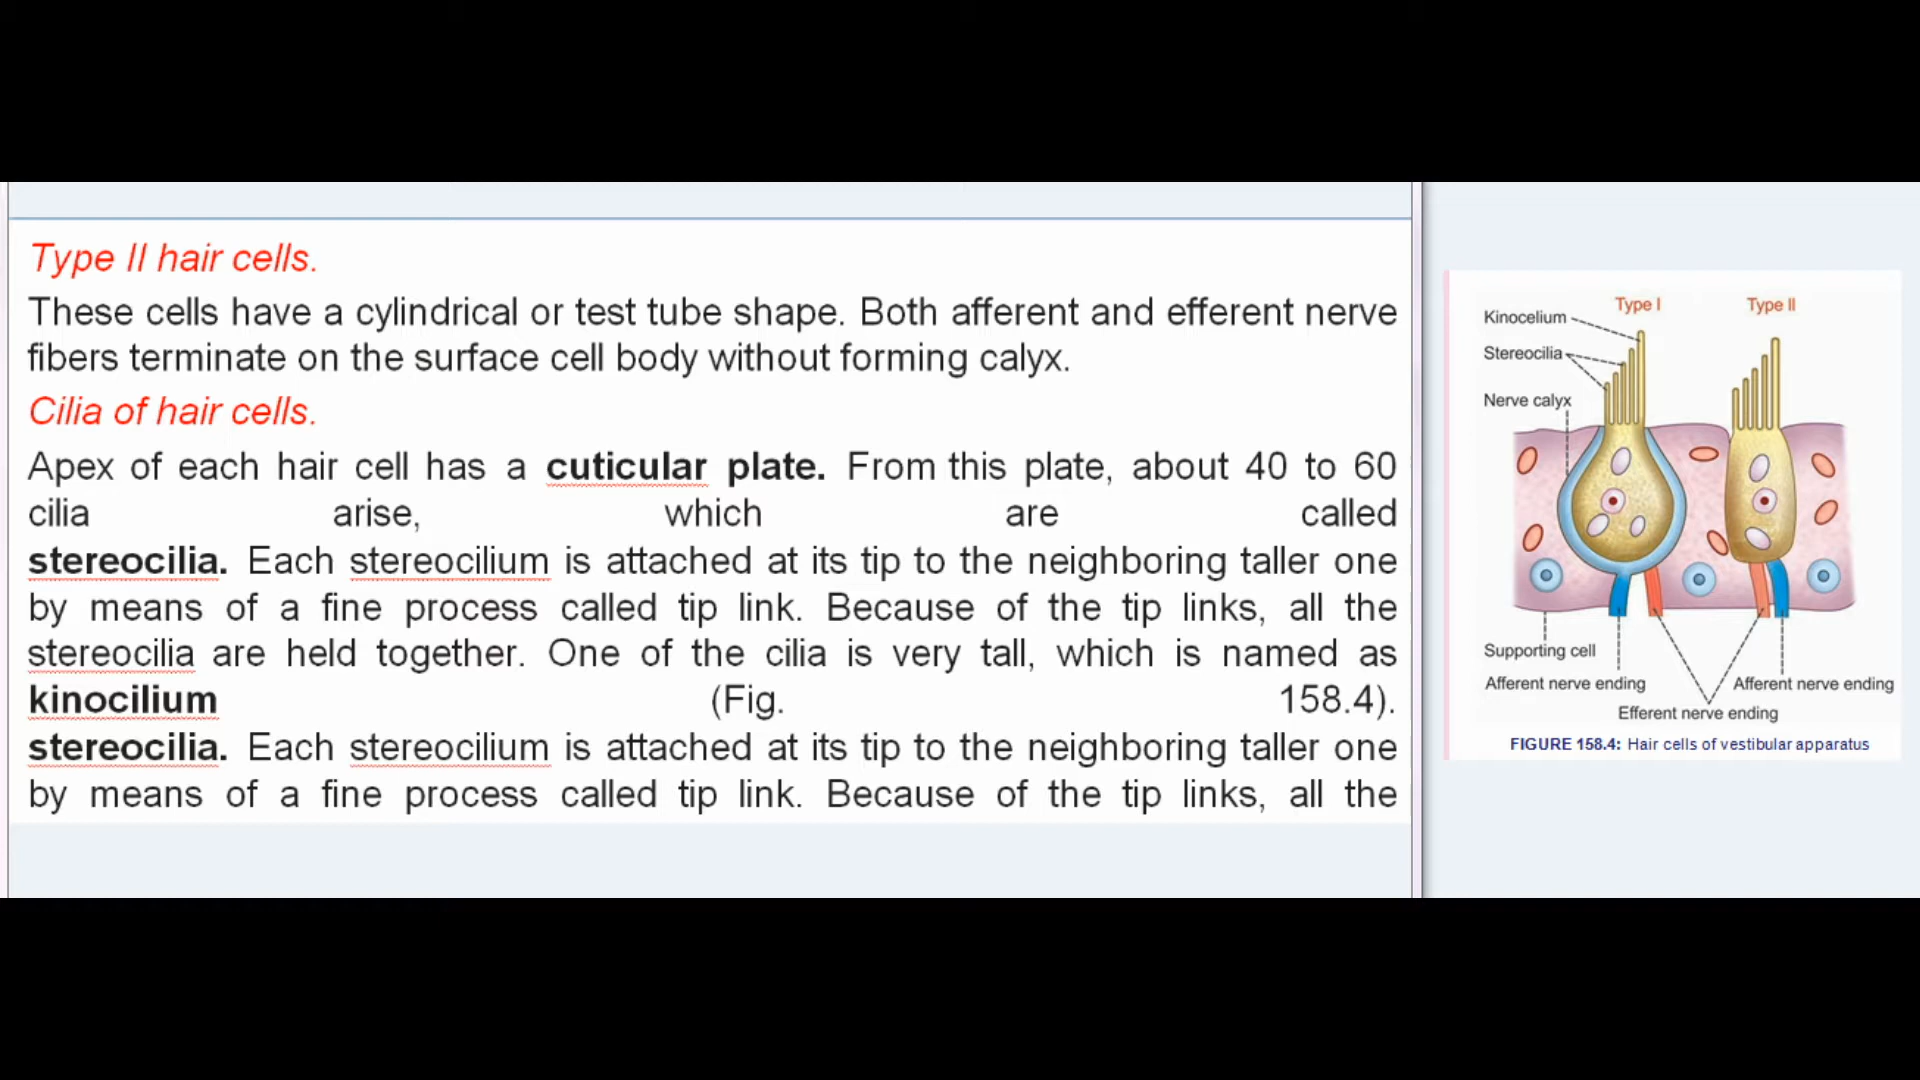 Type II hair cells.
These cells have a cylindrical or test tube shape. Both afferent and efferent nerve
fibers terminate on the surface cell body without forming calyx.
Cilia of hair cells.
Apex of each hair cell has a cuticular plate. From this plate, about 40 to 60
cilia arise, which are called
stereocilia. Each stereocilium is attached at its tip to the neighboring taller one
by means of a fine process called tip link. Because of the tip links, all the
stereocilia are held together. One of the cilia is very tall, which is named as
kinocilium (Fig. 158.4).
stereocilia. Each stereocilium is attached at its tip to the neighboring taller one
by means of a fine process called tip link. Because of the tip links, all the
Type I
Type II
Kinocelium
Stereocilia
Nerve calyx
Supporting cell
Afferent nerve ending
Afferent nerve ending
Efferent nerve ending
FIGURE 158.4: Hair cells of vestibular apparatus